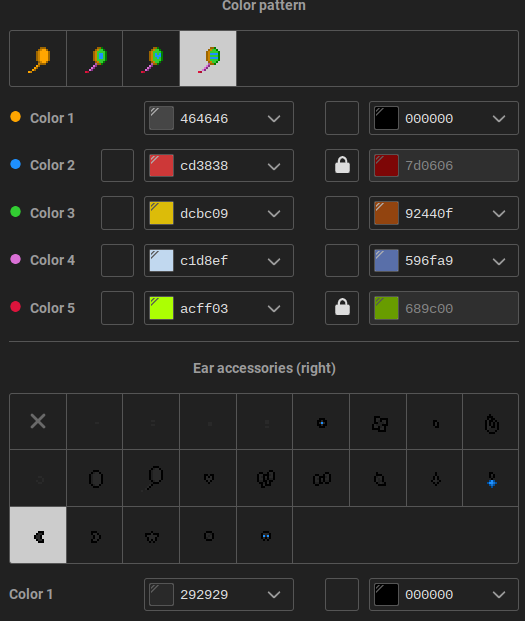 Color pattern
Color 1 464646 000000
Color 2 cd3838 7d0606
Color 3 dcbc09 92440f
Color 4 c1d8ef 596fa9
Color 5 acff03 689c00
Ear accessories (right)
Color 1 292929 000000